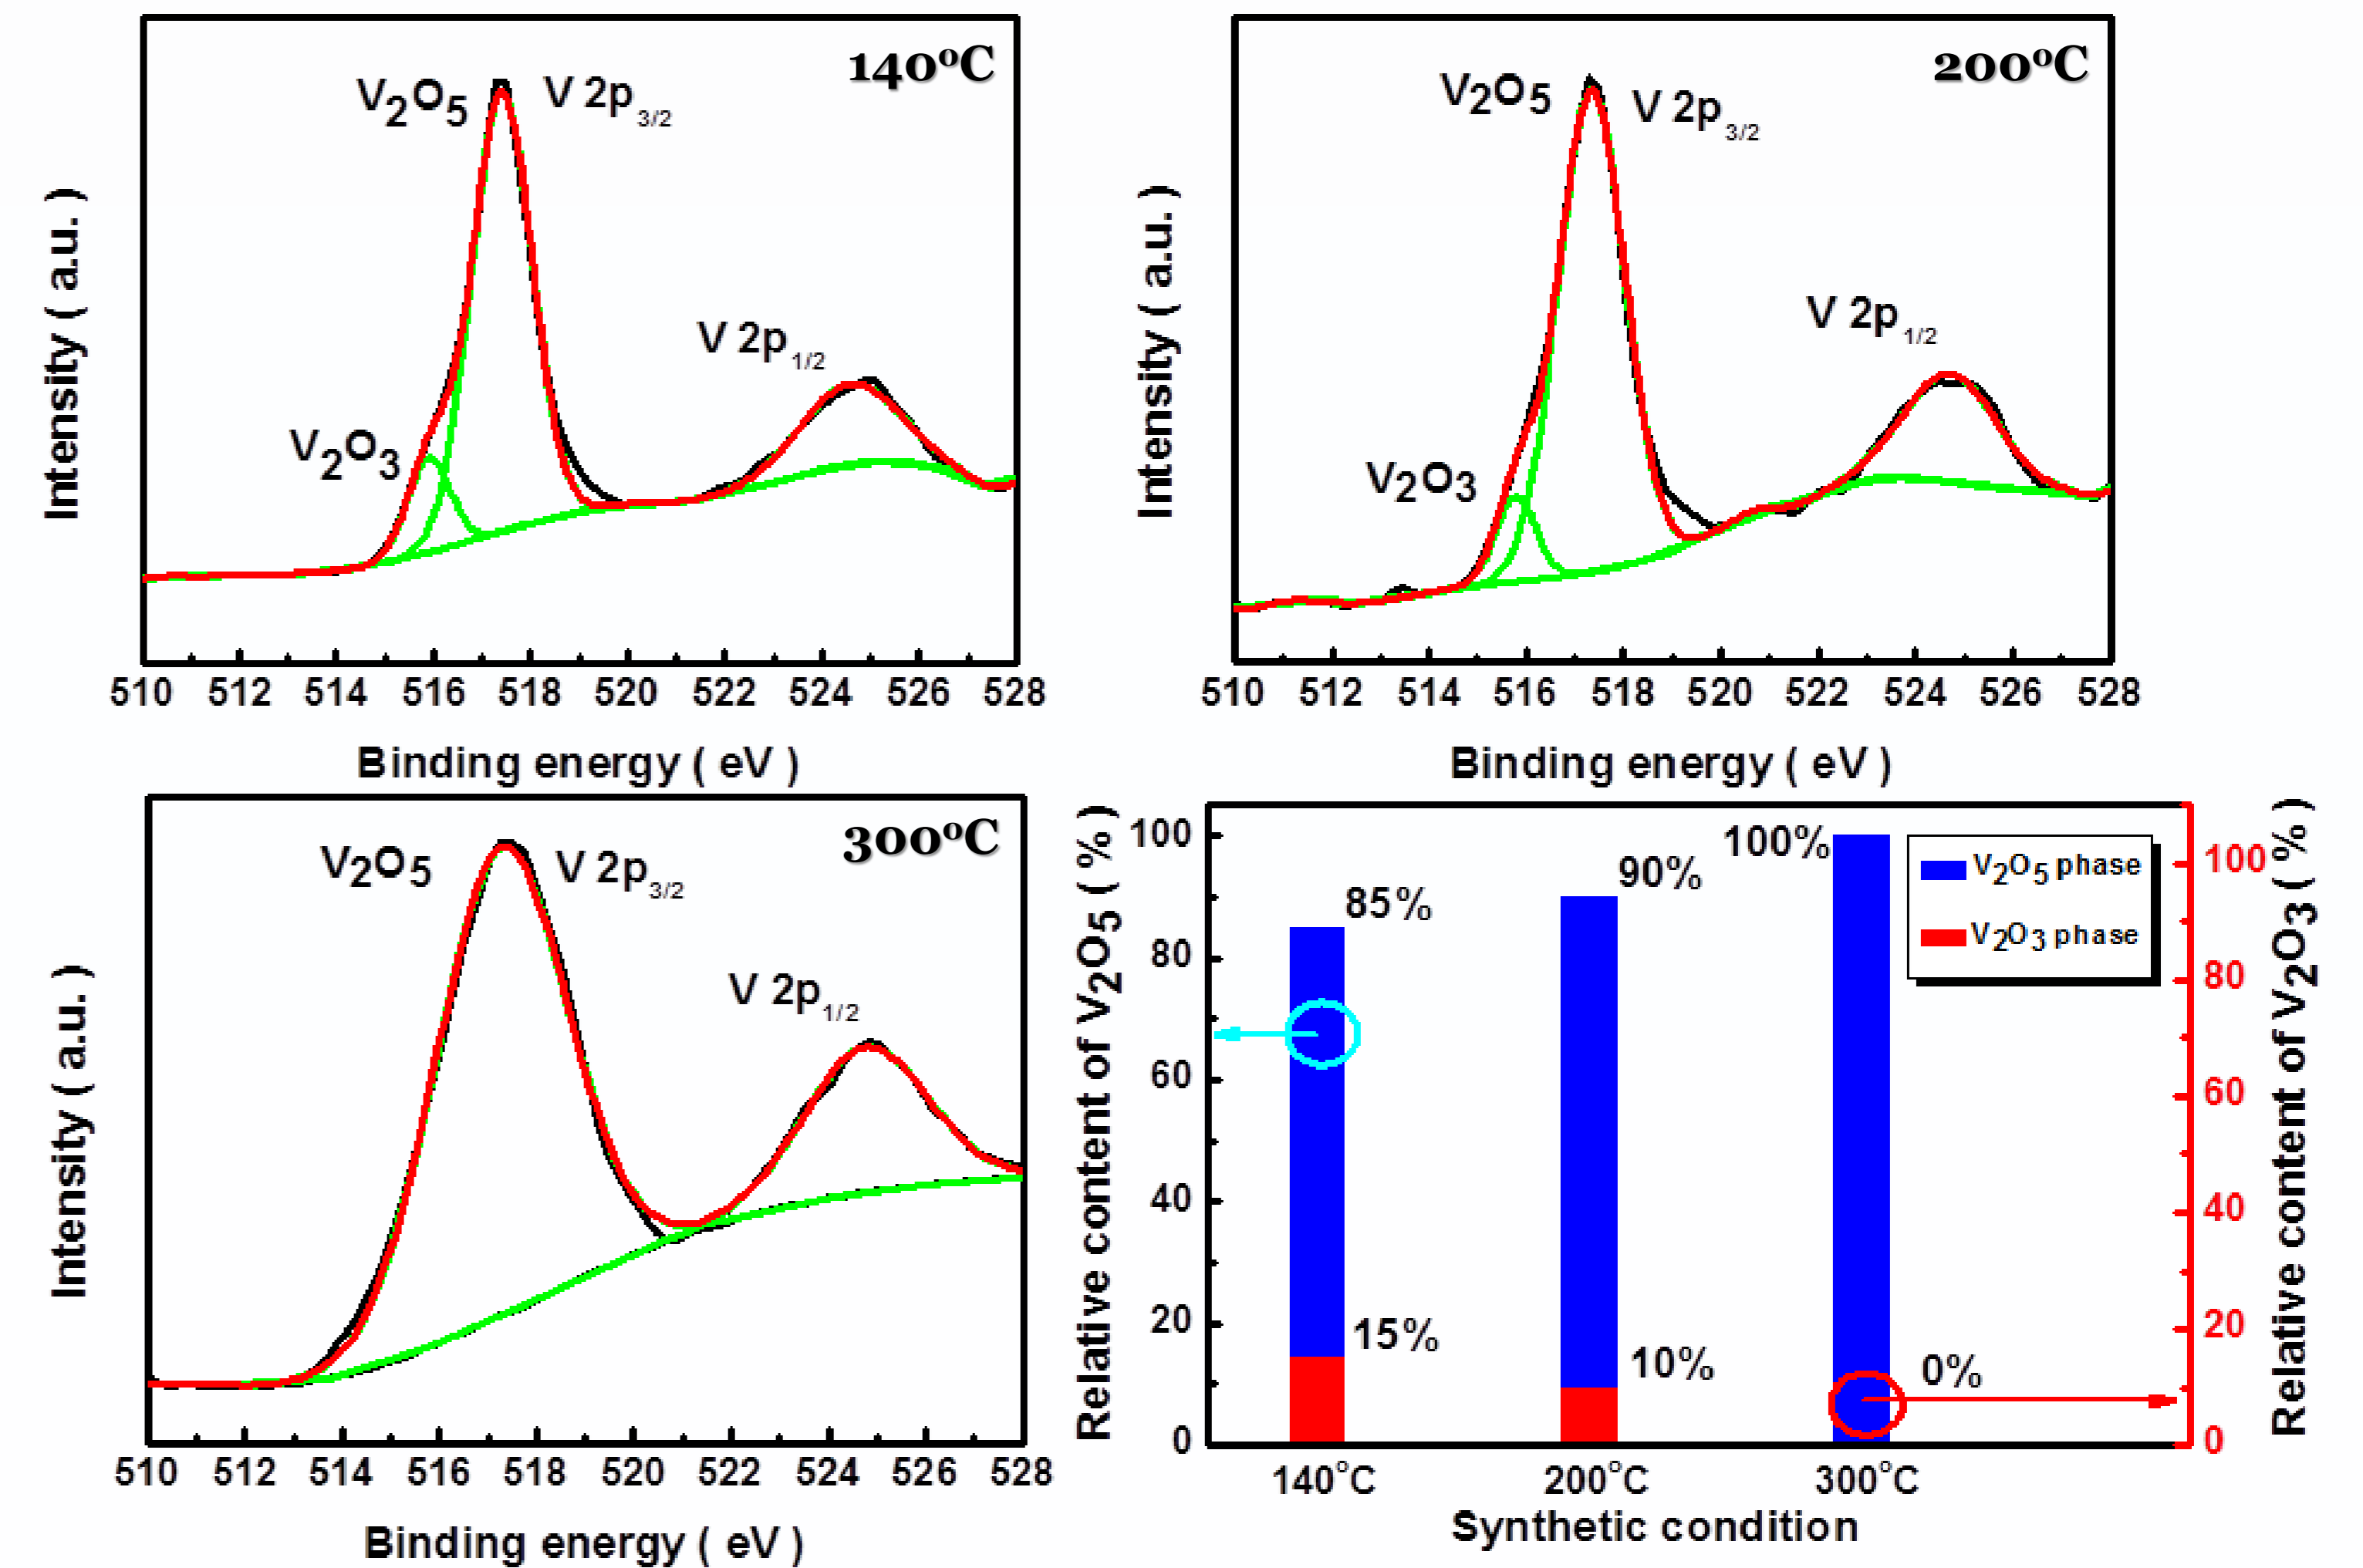 140°C
V2O5 V 2p3/2
V 2p1/2
V2O3
Intensity ( a.u. )
510 512 514 516 518 520 522 524 526 528
Binding energy ( eV )
200°C
V2O5 V 2p3/2
V 2p1/2
V2O3
Intensity ( a.u. )
510 512 514 516 518 520 522 524 526 528
Binding energy ( eV )
300°C
V2O5 V 2p3/2
V 2p1/2
Intensity ( a.u. )
510 512 514 516 518 520 522 524 526 528
Binding energy ( eV )
Relative content of V2O5 ( % )
100
80
60
40
20
0
85%
90%
100%
15%
10%
0%
V2O5 phase
V2O3 phase
100
80
60
40
20
0
Relative content of V2O3 ( % )
140°C 200°C 300°C
Synthetic condition